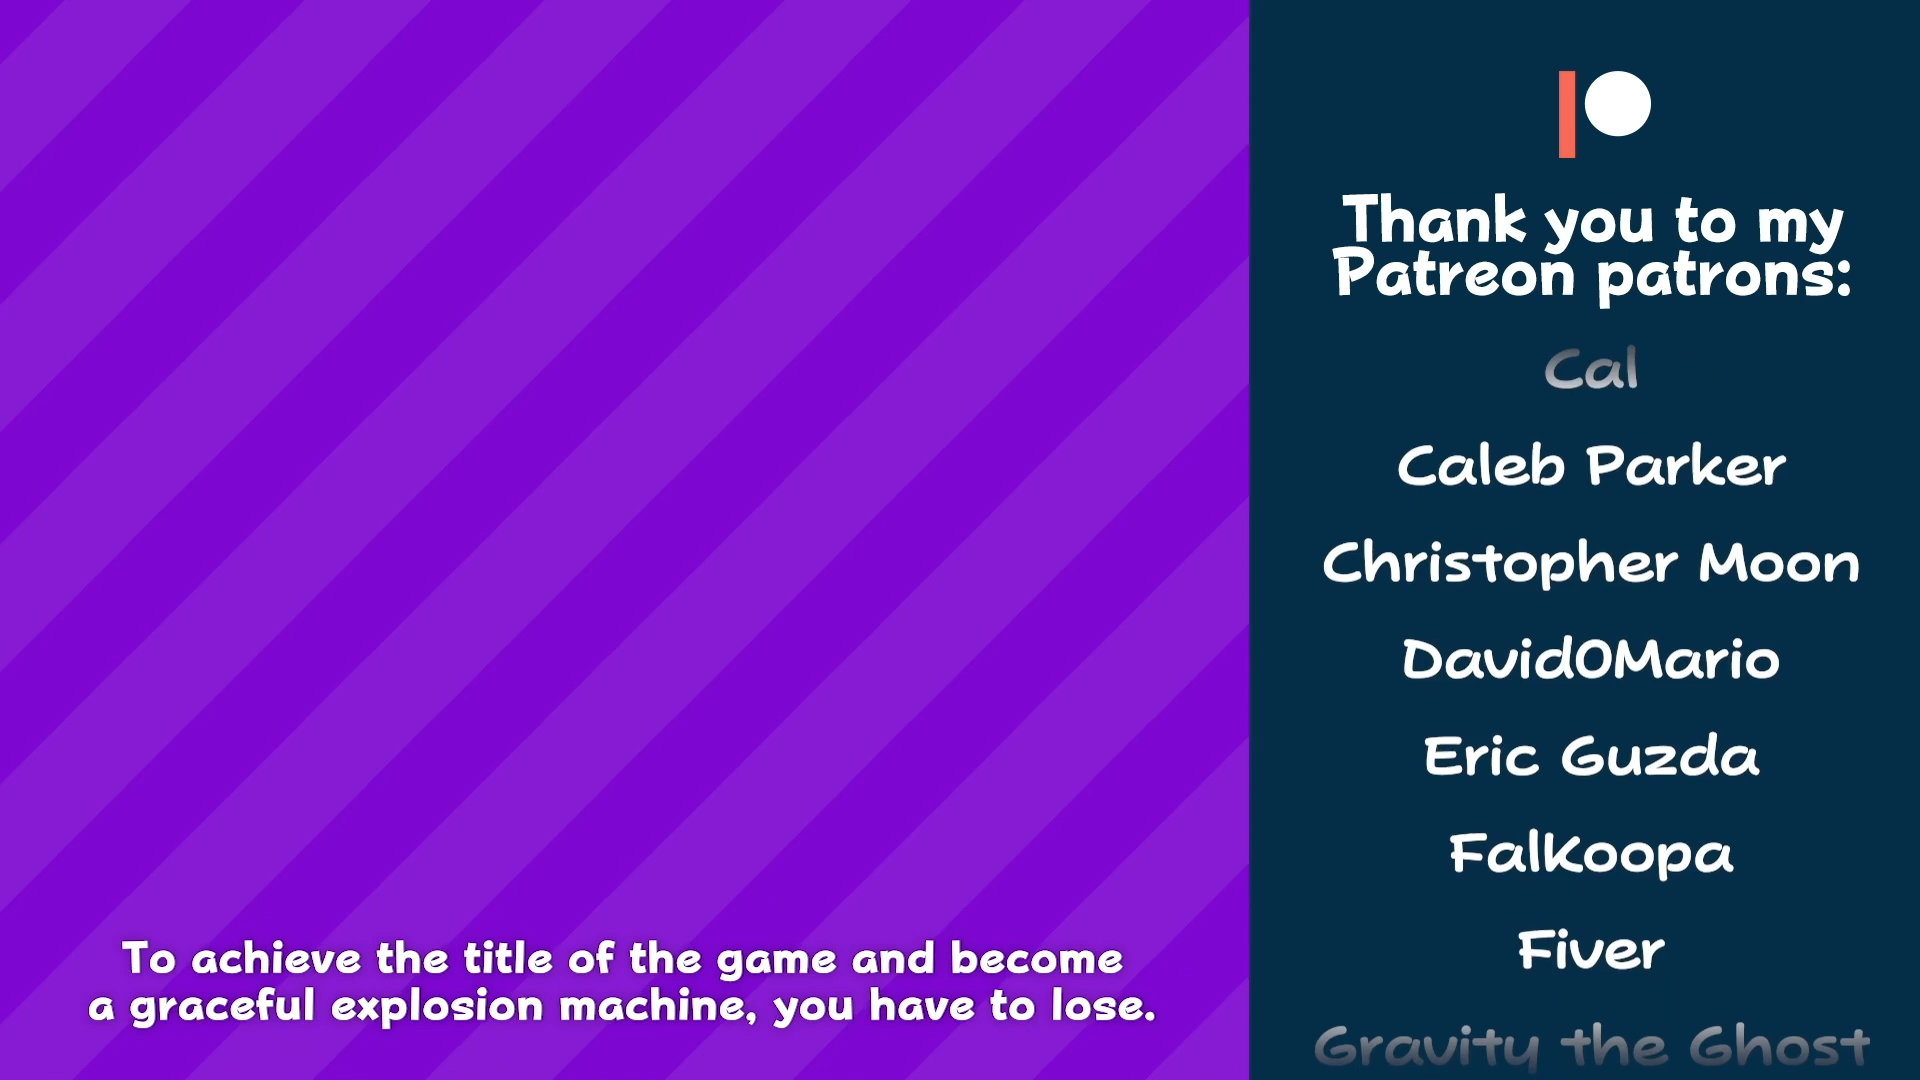 Thank you to my
Patreon patrons:
Cal
Caleb Parker
Christopher Moon
David0Mario
Eric Guzda
FalKoopa
Fiver
Gravity the Ghost
To achieve the title of the game and become
a graceful explosion machine, you have to lose.